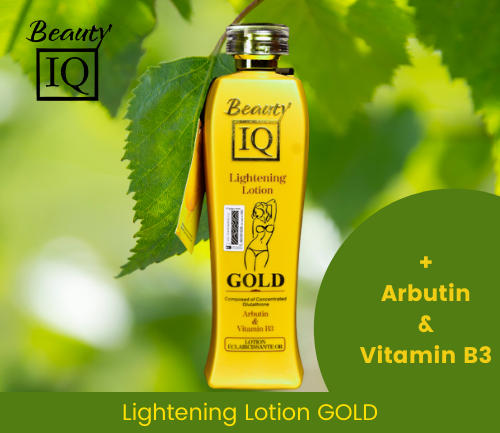 Beauty
IQ
Beauty
IQ
Lightening
Lotion
GOLD
Composed of Concentrated
Glutathione
Arbutin
&
Vitamin B3
LOTION
ÉCLAIRCISSANTE OR
+
Arbutin
&
Vitamin B3
Lightening Lotion GOLD